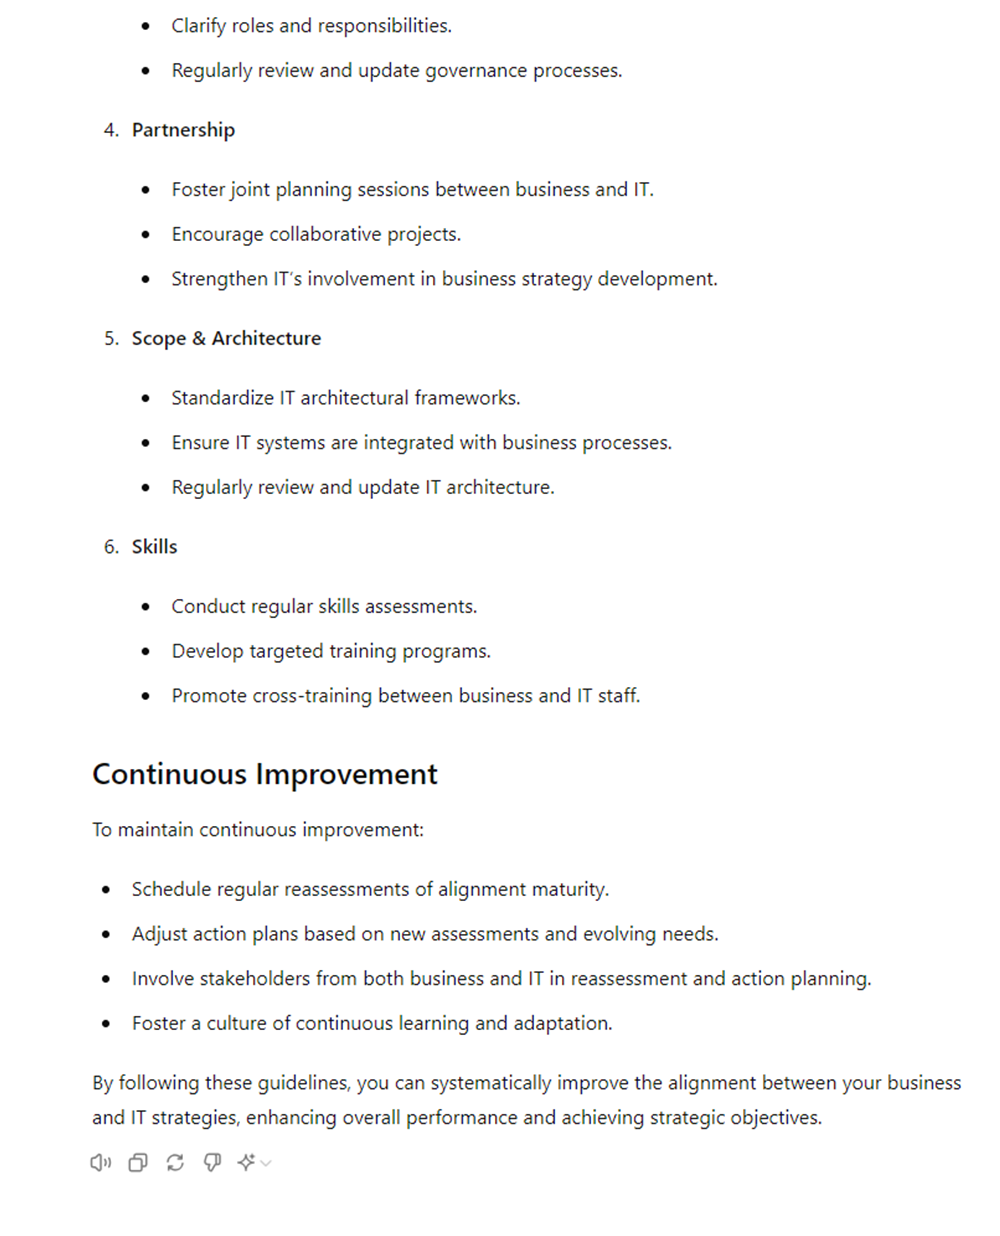 • Clarify roles and responsibilities.
• Regularly review and update governance processes.
4. Partnership
• Foster joint planning sessions between business and IT.
• Encourage collaborative projects.
• Strengthen IT's involvement in business strategy development.
5. Scope & Architecture
• Standardize IT architectural frameworks.
• Ensure IT systems are integrated with business processes.
• Regularly review and update IT architecture.
6. Skills
• Conduct regular skills assessments.
• Develop targeted training programs.
• Promote cross-training between business and IT staff.
Continuous Improvement
To maintain continuous improvement:
• Schedule regular reassessments of alignment maturity.
• Adjust action plans based on new assessments and evolving needs.
• Involve stakeholders from both business and IT in reassessment and action planning.
• Foster a culture of continuous learning and adaptation.
By following these guidelines, you can systematically improve the alignment between your business
and IT strategies, enhancing overall performance and achieving strategic objectives.